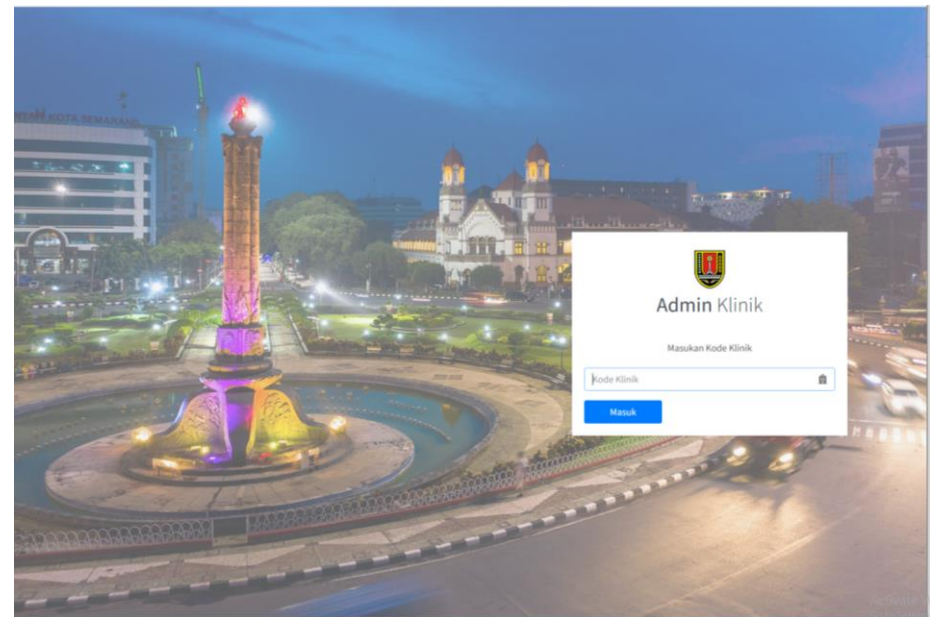 KOTA SEMARANG
Admin Klinik
Masukan Kode Klinik
Kode Klinik
Masuk